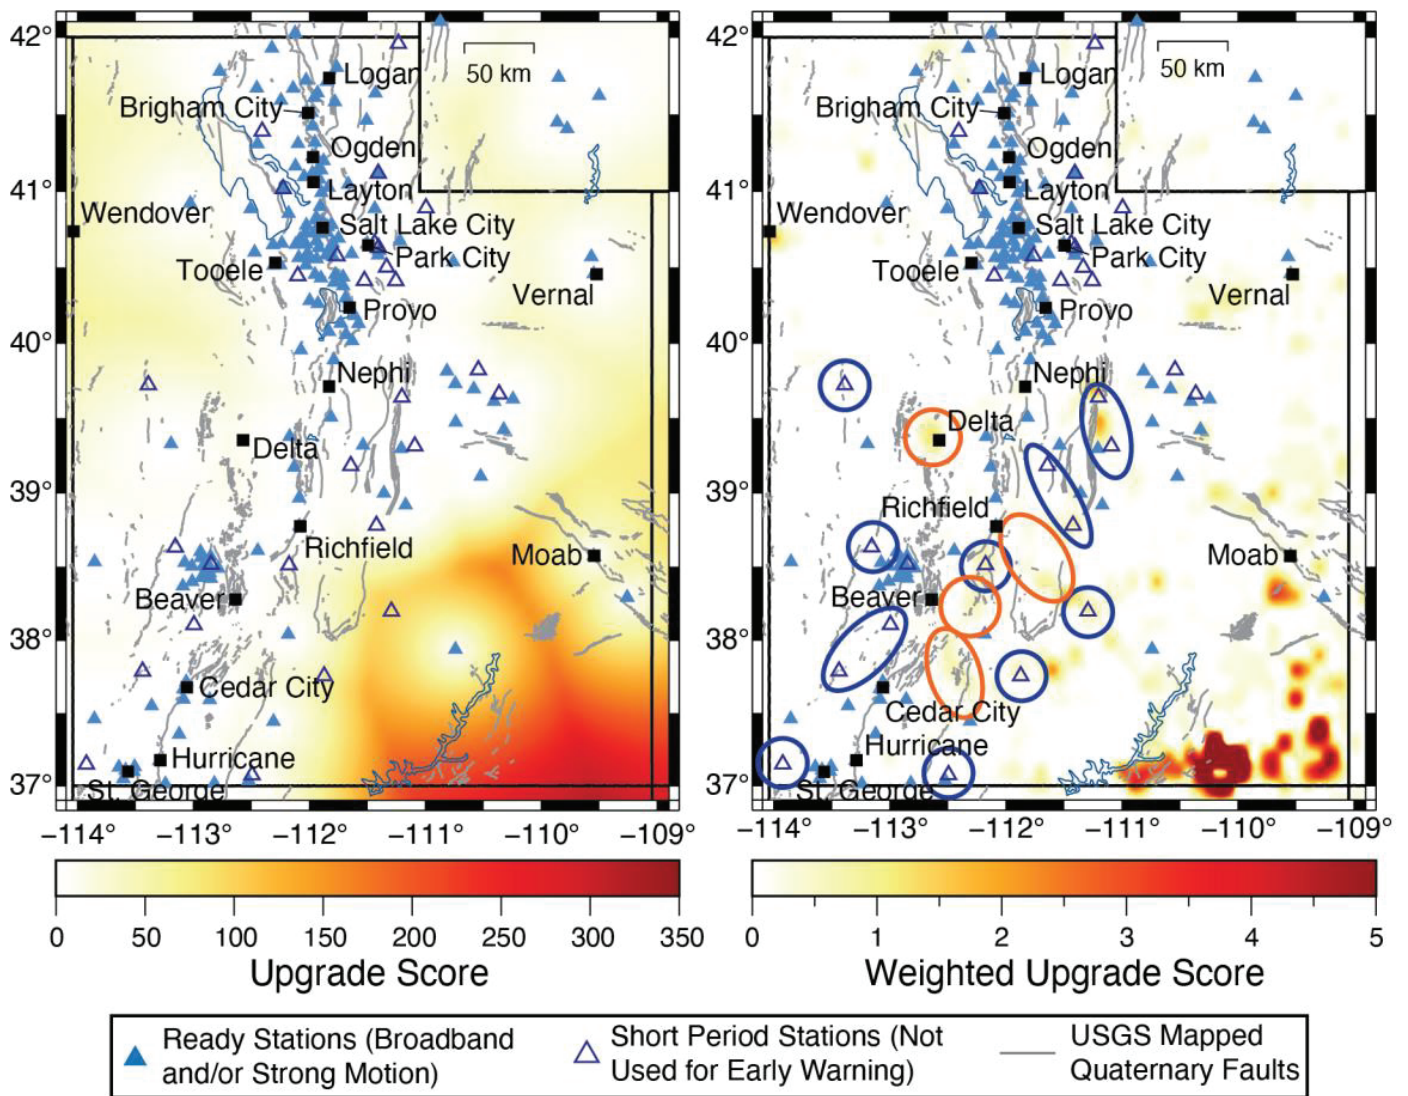 42°
41°
40°
39°
38°
37°
50 km
Logan
Brigham City
Ogden
Layton
Wendover
Salt Lake City
Park City
Tooele
Vernal
Provo
Nephi
Delta
Richfield
Moab
Beaver
Cedar City
Hurricane
St. George
−114° −113° −112° −111° −110° −109°
0 50 100 150 200 250 300 350
Upgrade Score
42°
41°
40°
39°
38°
37°
50 km
Logan
Brigham City
Ogden
Layton
Wendover
Salt Lake City
Park City
Tooele
Vernal
Provo
Nephi
Delta
Richfield
Moab
Beaver
Cedar City
Hurricane
St. George
−114° −113° −112° −111° −110° −109°
0 1 2 3 4 5
Weighted Upgrade Score
Ready Stations (Broadband
and/or Strong Motion)
Short Period Stations (Not
Used for Early Warning)
USGS Mapped
Quaternary Faults